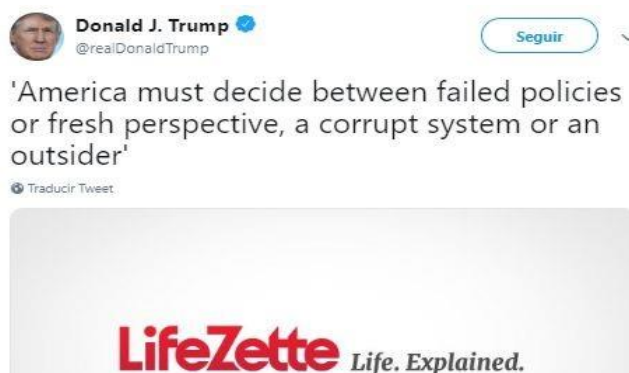 Donald J. Trump
@realDonaldTrump
Seguir
'America must decide between failed policies
or fresh perspective, a corrupt system or an
outsider'
Traducir Tweet
LifeZette Life. Explained.